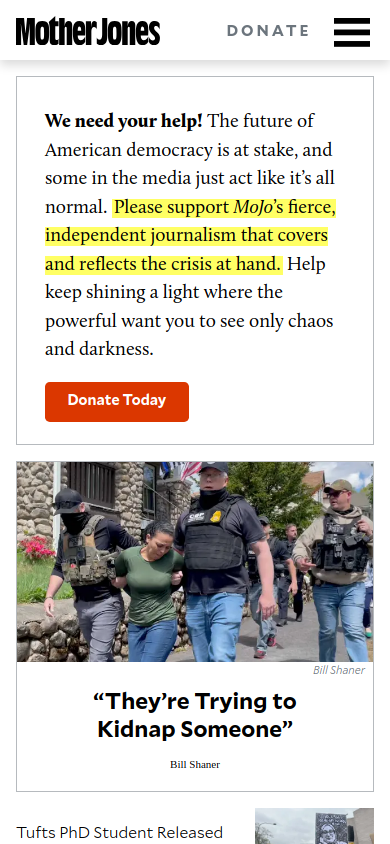 Mother Jones
DONATE
We need your help! The future of
American democracy is at stake, and
some in the media just act like it’s all
normal. Please support MoJo’s fierce,
independent journalism that covers
and reflects the crisis at hand. Help
keep shining a light where the
powerful want you to see only chaos
and darkness.
Donate Today
Bill Shaner
“They’re Trying to
Kidnap Someone”
Bill Shaner
Tufts PhD Student Released